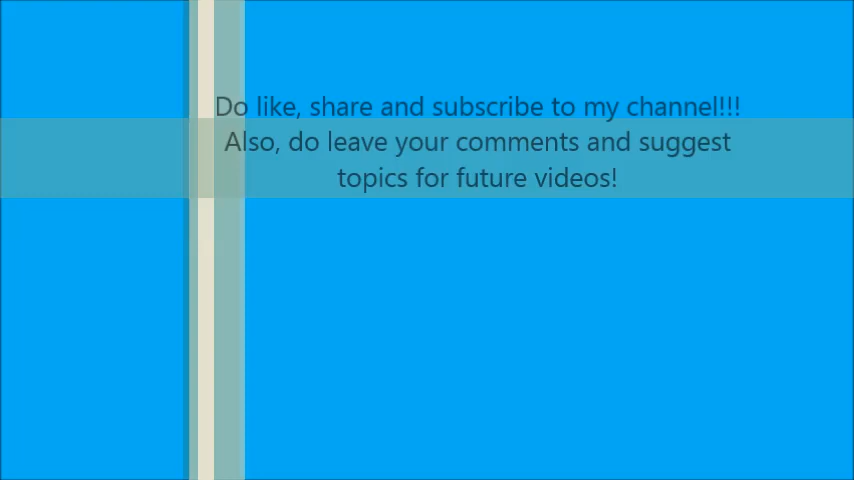 Do like, share and subscribe to my channel!!!
Also, do leave your comments and suggest
topics for future videos!